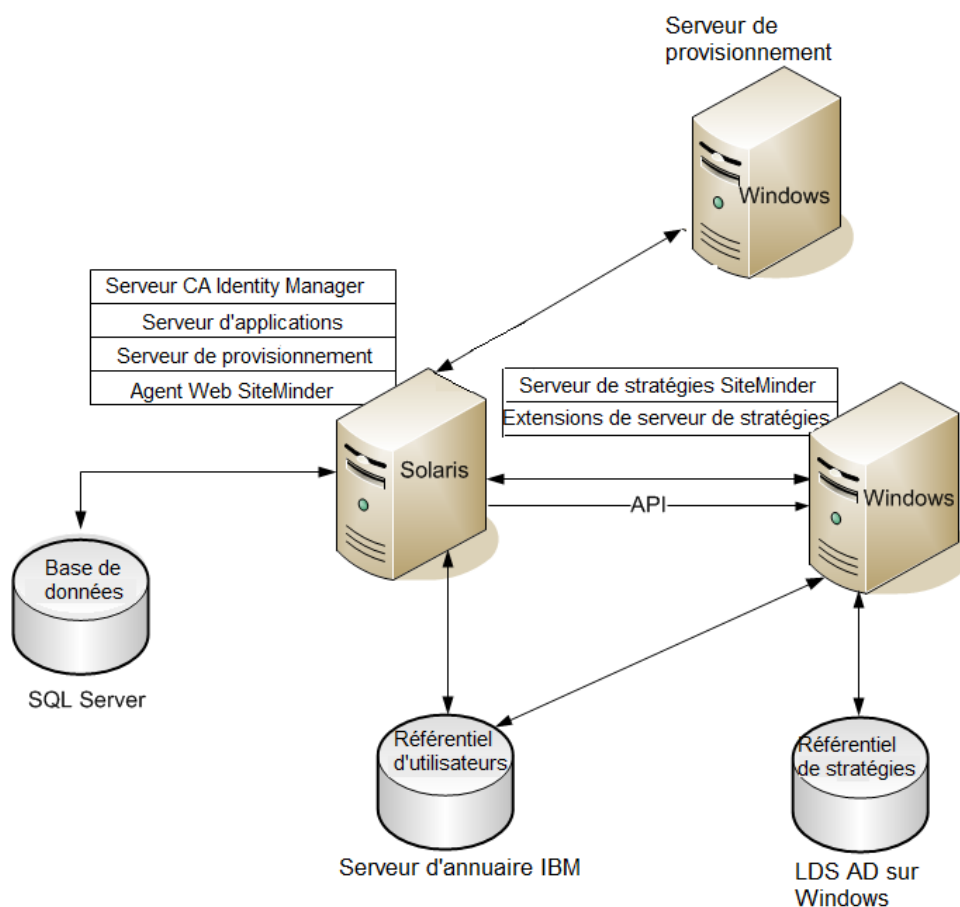 Serveur de
provisionnement
Windows
Serveur CA Identity Manager
Serveur d'applications
Serveur de provisionnement
Agent Web SiteMinder
Serveur de stratégies SiteMinder
Extensions de serveur de stratégies
Solaris
Windows
API
Base de
données
SQL Server
Référentiel
d'utilisateurs
Serveur d'annuaire IBM
Référentiel
de stratégies
LDS AD sur
Windows